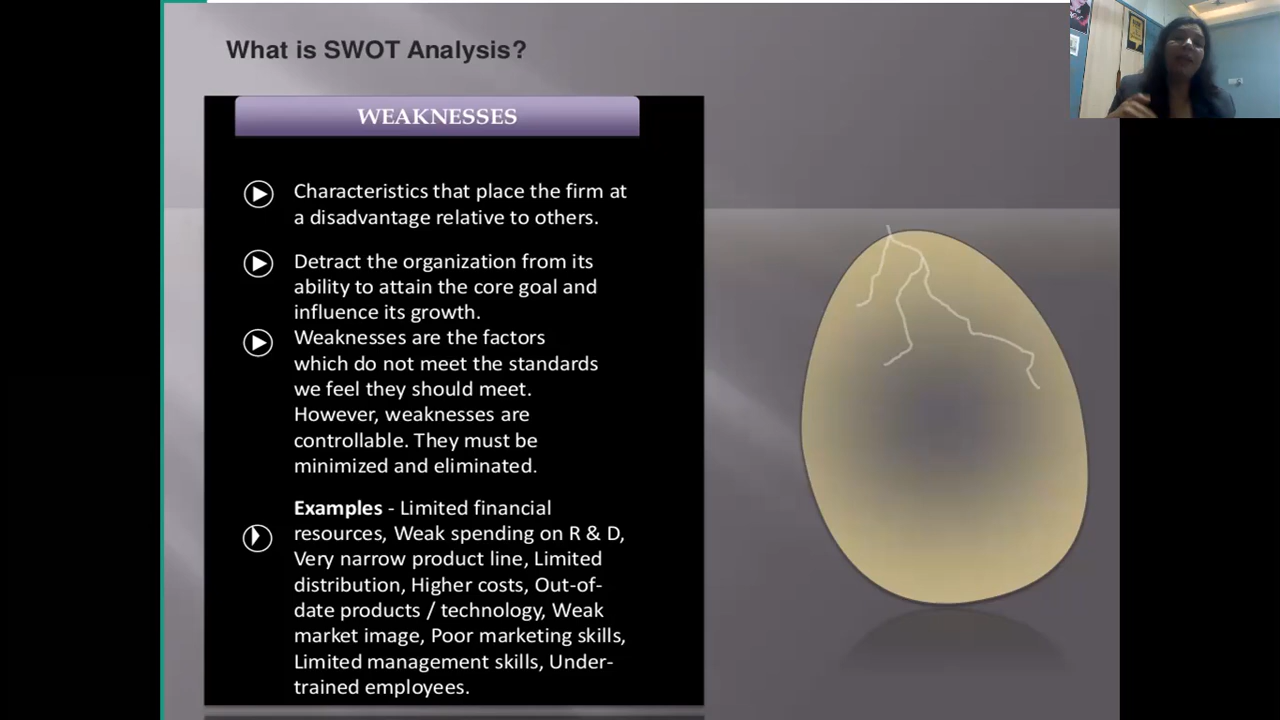 What is SWOT Analysis?
WEAKNESSES
Characteristics that place the firm at
a disadvantage relative to others.
Detract the organization from its
ability to attain the core goal and
influence its growth.
Weaknesses are the factors
which do not meet the standards
we feel they should meet.
However, weaknesses are
controllable. They must be
minimized and eliminated.
Examples - Limited financial
resources, Weak spending on R & D,
Very narrow product line, Limited
distribution, Higher costs, Out-of-
date products / technology, Weak
market image, Poor marketing skills,
Limited management skills, Under-
trained employees.